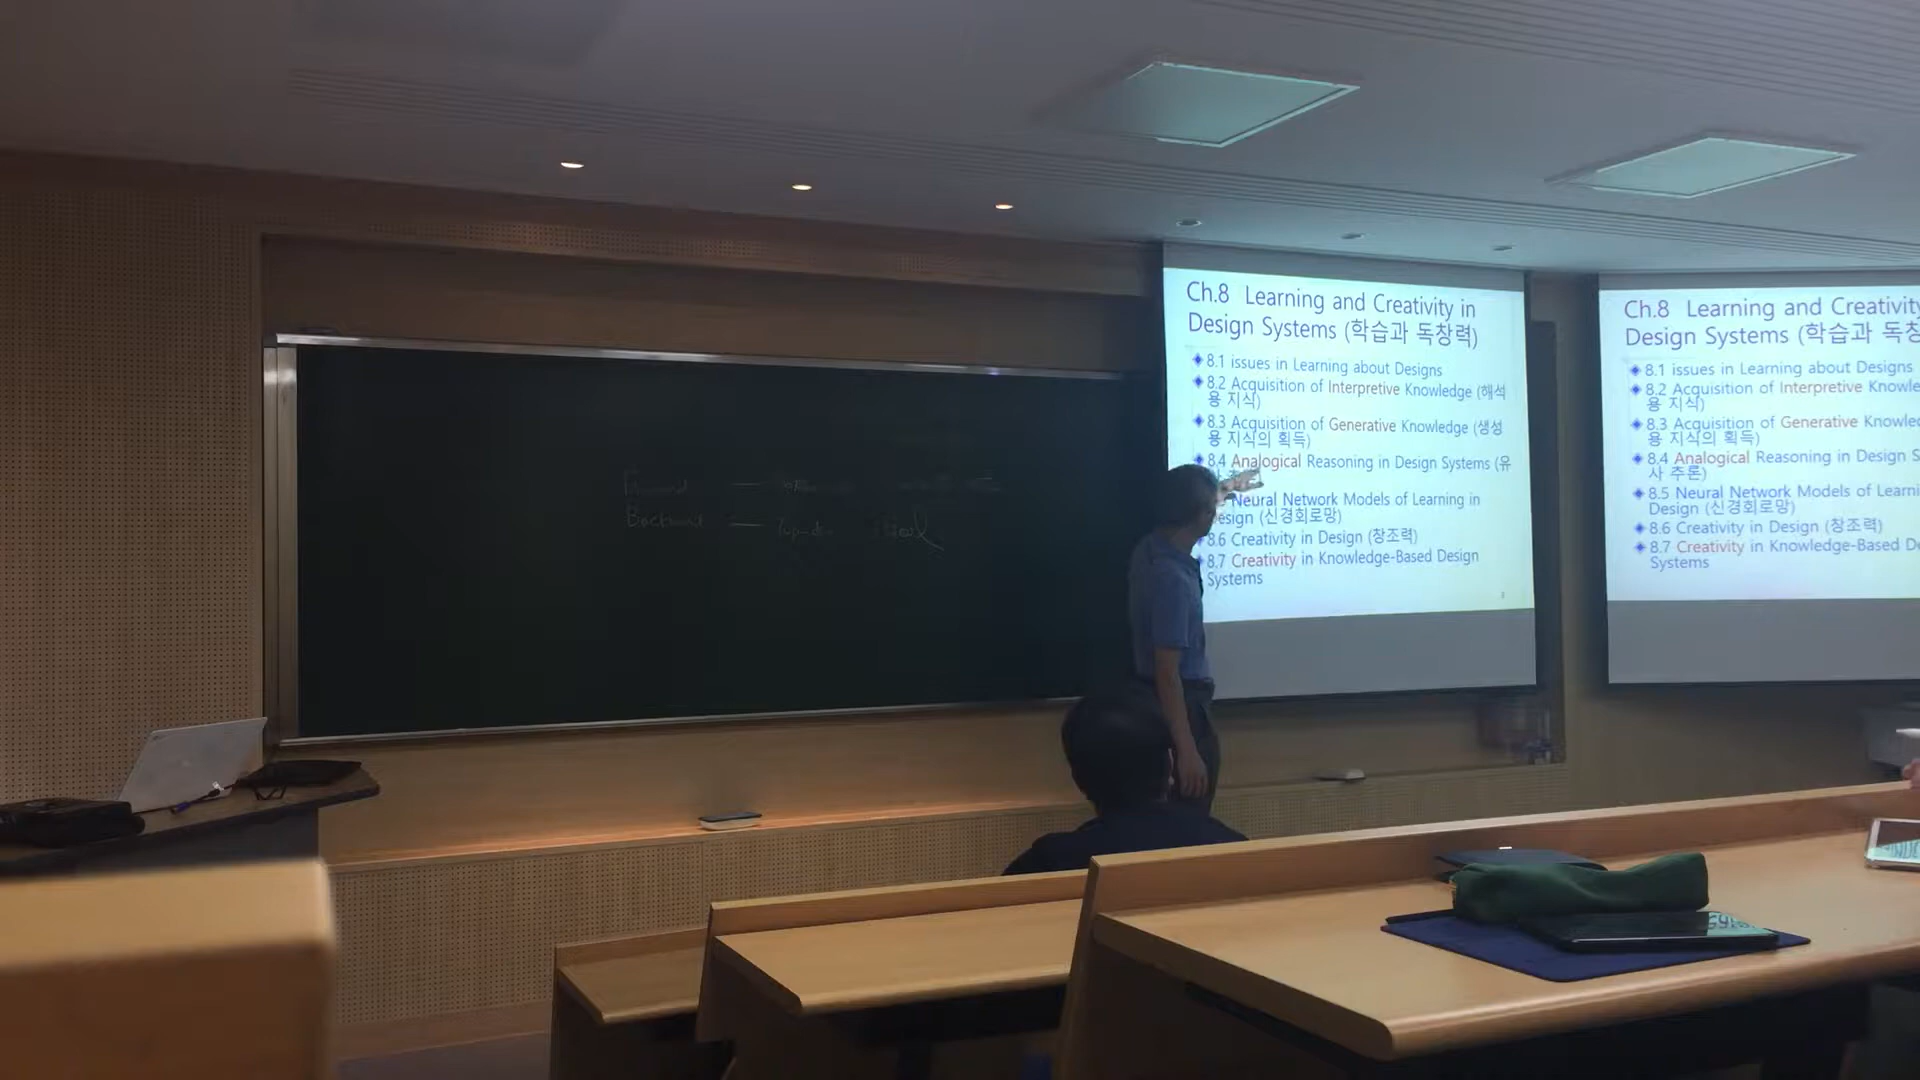 Backward — Top-do Goal
Ch.8 Learning and Creativity in
Design Systems (학습과 독창력)
8.1 issues in Learning about Designs
8.2 Acquisition of Interpretive Knowledge (해석
용 지식)
8.3 Acquisition of Generative Knowledge (생성
용 지식의 획득)
8.4 Analogical Reasoning in Design Systems (유
사 추론)
Neural Network Models of Learning in
esign (신경회로망)
8.6 Creativity in Design (창조력)
8.7 Creativity in Knowledge-Based Design
Systems
Ch.8 Learning and Creativity
Design Systems (학습과 독창
8.1 issues in Learning about Designs
8.2 Acquisition of Interpretive Knowle
용 지식)
8.3 Acquisition of Generative Knowle
용 지식의 획득)
8.4 Analogical Reasoning in Design S
사 추론)
8.5 Neural Network Models of Learni
Design (신경회로망)
8.6 Creativity in Design (창조력)
8.7 Creativity in Knowledge-Based De
Systems